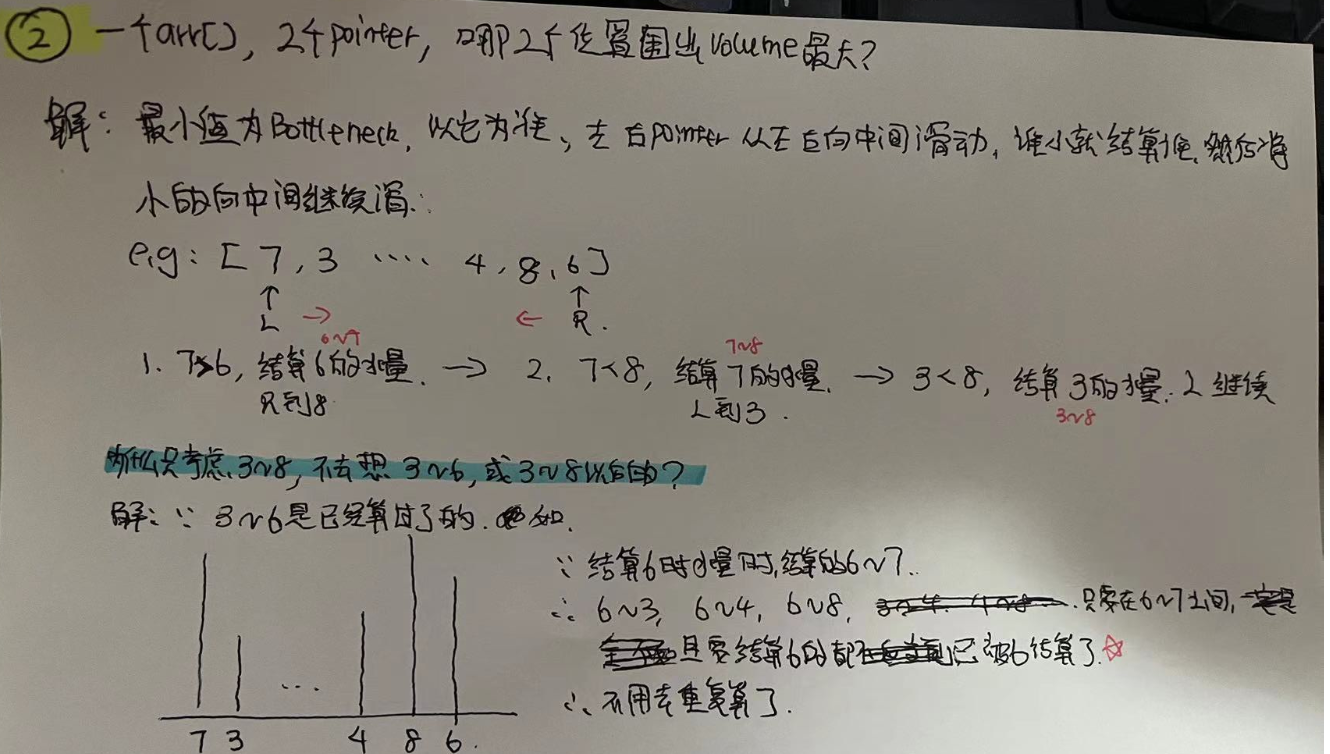 ② 一个arr[], 2个pointer, 哪2个位置围出volume最大?
解: 最小值为Bottleneck, 以它为准, 左右pointer从左右向中间滑动, 谁小就结算谁, 然后将
小的向中间继续滑.
e.g: [ 7, 3 ···· 4, 8, 6 ]
↑ ↑
L → ← R.
6~7 7~8
1. 7>6, 结算6的水量. → 2. 7<8, 结算7的水量. → 3<8, 结算3的水量. L继续
R到8 L到3. 3~8
为什么只考虑3~8, 不去想3~6, 或3~8以后的?
解: ∵ 3~6是已经算过了的. 如.
∵ 结算6的水量时, 结算的6~7..
∴ 6~3, 6~4, 6~8, 只要在6~7之间,
且要结算6的都已被6结算了.☆
∴ 不用去重复算了.
7 3 ... 4 8 6.